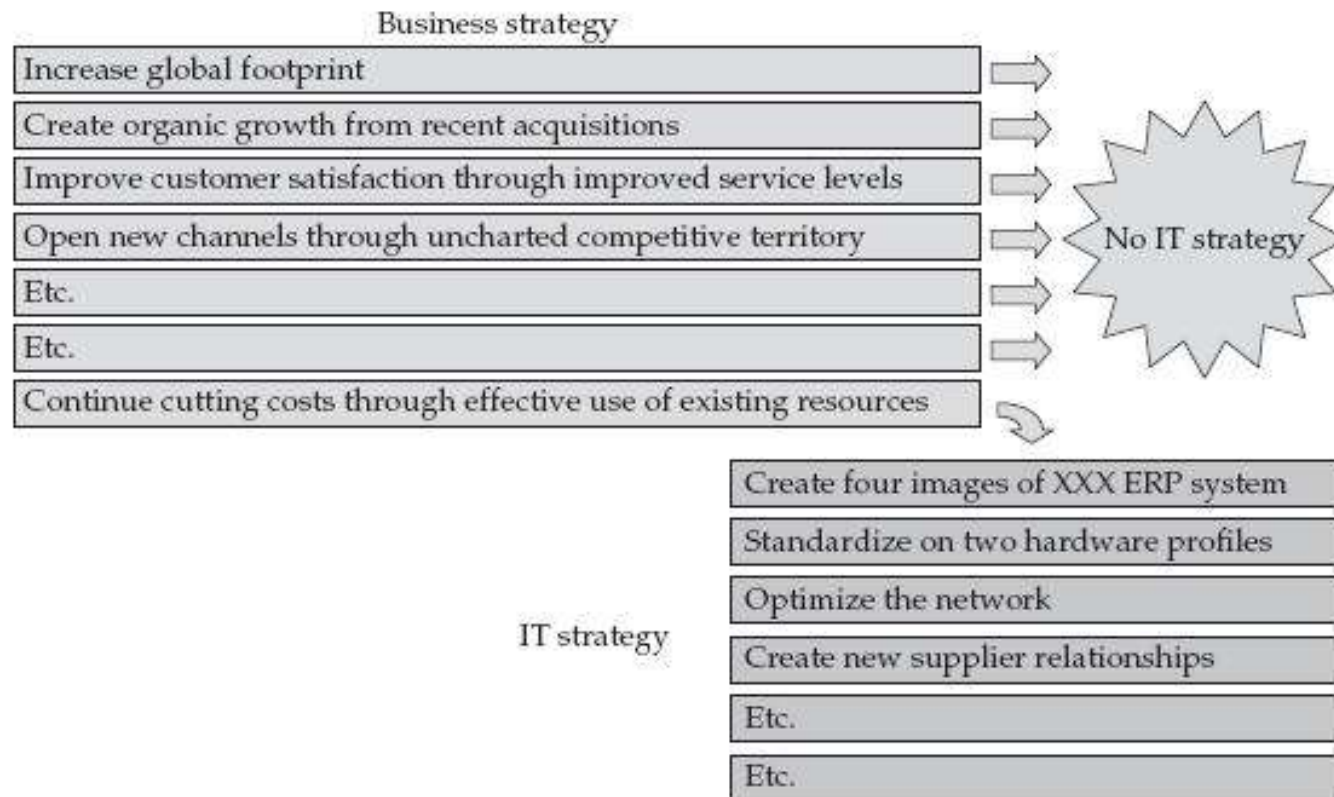 Business strategy
Increase global footprint
Create organic growth from recent acquisitions
Improve customer satisfaction through improved service levels
Open new channels through uncharted competitive territory
No IT strategy
Etc.
Etc.
Continue cutting costs through effective use of existing resources
Create four images of XXX ERP system
Standardize on two hardware profiles
Optimize the network
IT strategy
Create new supplier relationships
Etc.
Etc.